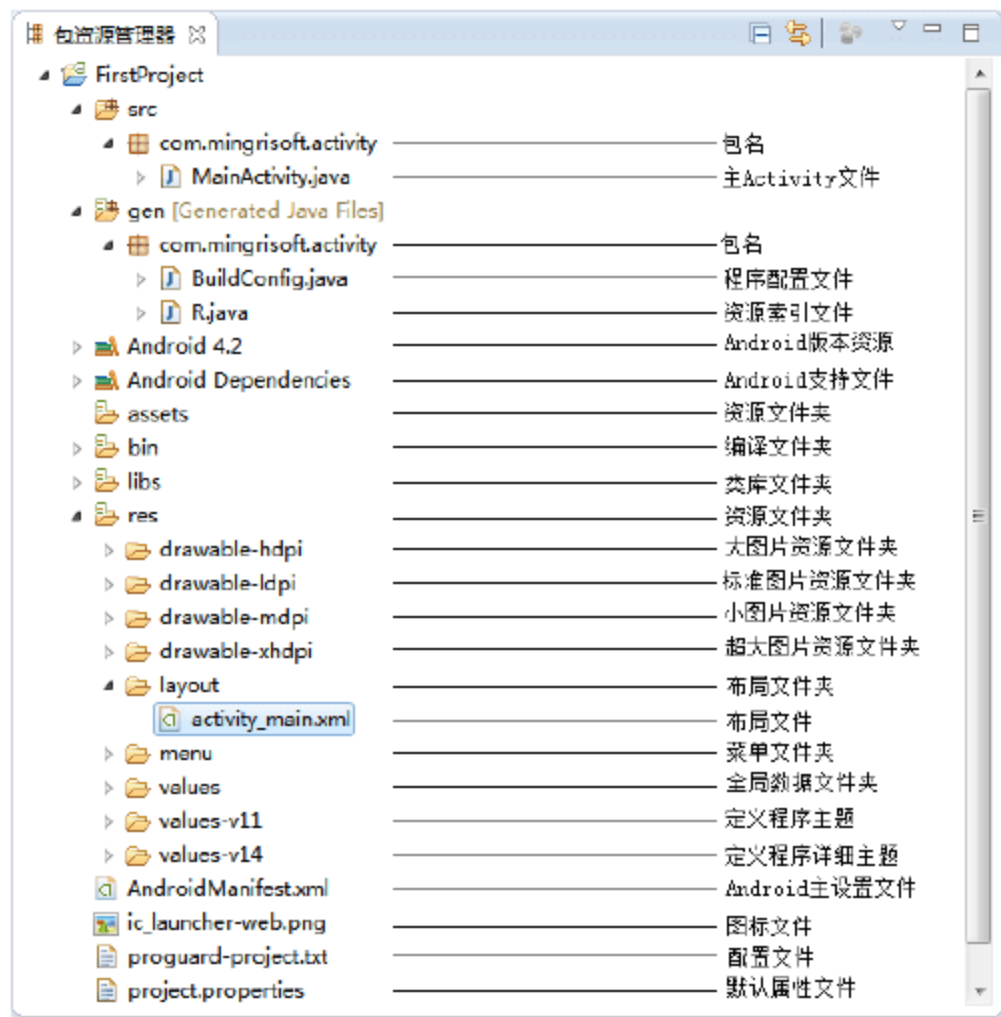 包资源管理器
FirstProject
src
com.mingrisoft.activity 包名
MainActivity.java 主Activity文件
gen [Generated Java Files]
com.mingrisoft.activity 包名
BuildConfig.java 程序配置文件
R.java 资源索引文件
Android 4.2 Android版本资源
Android Dependencies Android支持文件
assets 资源文件夹
bin 编译文件夹
libs 类库文件夹
res 资源文件夹
drawable-hdpi 大图片资源文件夹
drawable-ldpi 标准图片资源文件夹
drawable-mdpi 小图片资源文件夹
drawable-xhdpi 超大图片资源文件夹
layout 布局文件夹
activity_main.xml 布局文件
menu 菜单文件夹
values 全局数据文件夹
values-v11 定义程序主题
values-v14 定义程序详细主题
AndroidManifest.xml Android主设置文件
ic_launcher-web.png 图标文件
proguard-project.txt 配置文件
project.properties 默认属性文件